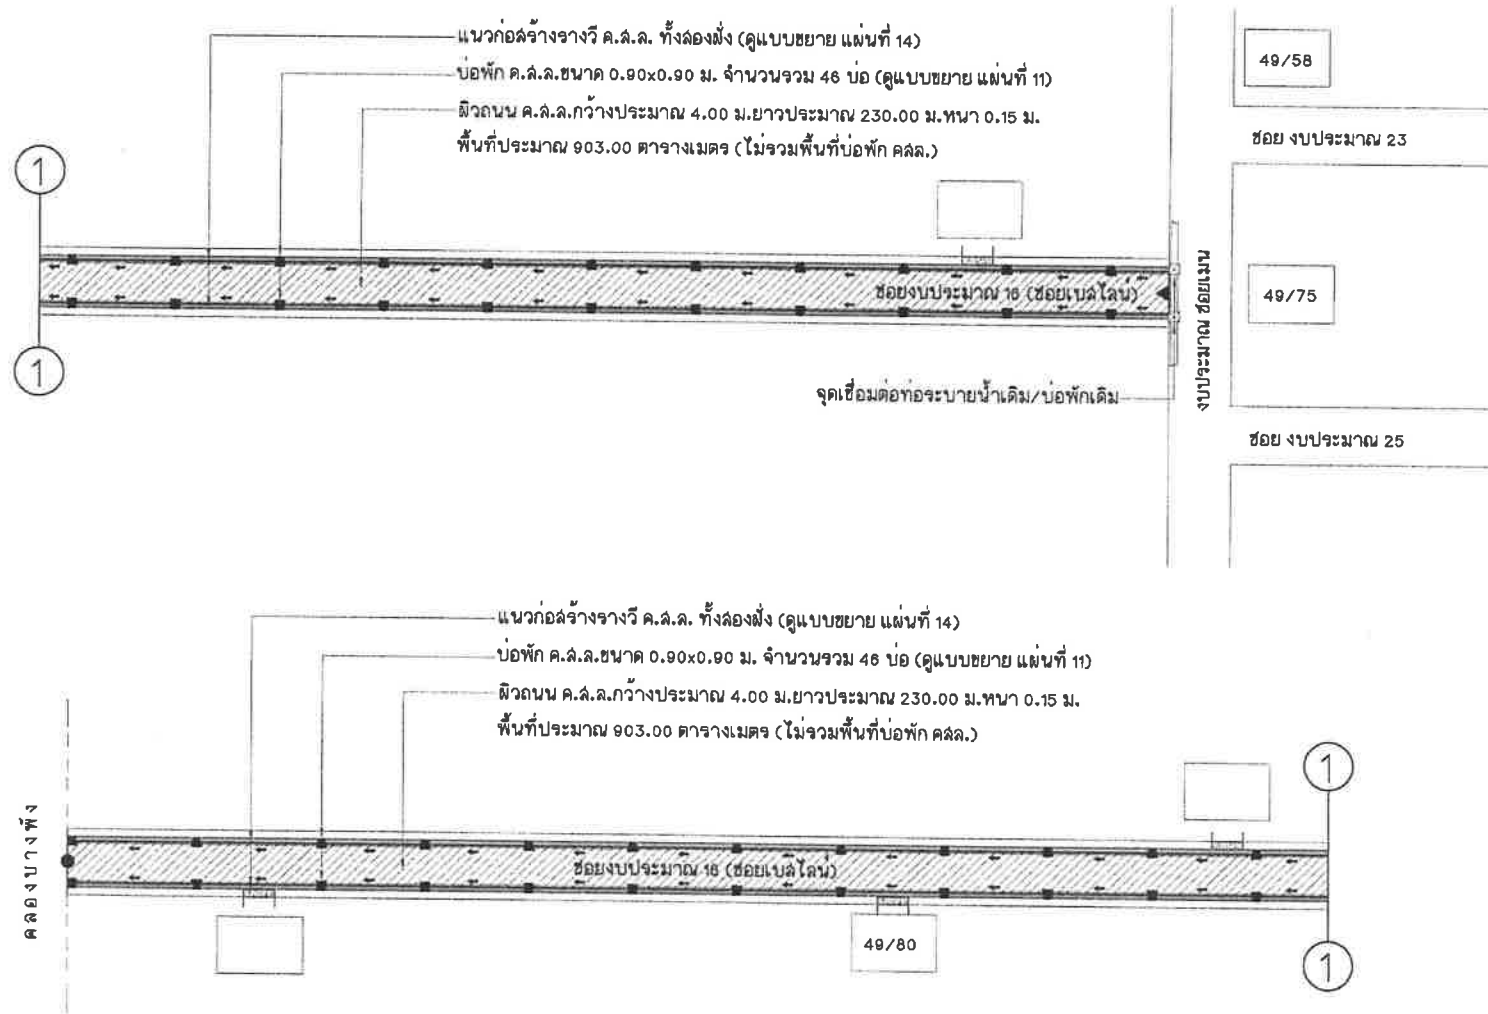 แนวก่อสร้างรางวี ค.ส.ล. ทั้งสองฝั่ง (ดูแบบขยาย แผ่นที่ 14)
บ่อพัก ค.ส.ล.ขนาด 0.90x0.90 ม. จำนวนรวม 46 บ่อ (ดูแบบขยาย แผ่นที่ 11)
ผิวถนน ค.ส.ล.กว้างประมาณ 4.00 ม.ยาวประมาณ 230.00 ม.หนา 0.15 ม.
พื้นที่ประมาณ 903.00 ตารางเมตร (ไม่รวมพื้นที่บ่อพัก คสล.)
49/58
ซอย งบประมาณ 23
1
ซอยงบประมาณ 16 (ซอยเบสไลน์)
งบประมาณ ซอยเมน
49/75
1
จุดเชื่อมต่อท่อระบายน้ำเดิม/บ่อพักเดิม
ซอย งบประมาณ 25
แนวก่อสร้างรางวี ค.ส.ล. ทั้งสองฝั่ง (ดูแบบขยาย แผ่นที่ 14)
บ่อพัก ค.ส.ล.ขนาด 0.90x0.90 ม. จำนวนรวม 46 บ่อ (ดูแบบขยาย แผ่นที่ 11)
ผิวถนน ค.ส.ล.กว้างประมาณ 4.00 ม.ยาวประมาณ 230.00 ม.หนา 0.15 ม.
พื้นที่ประมาณ 903.00 ตารางเมตร (ไม่รวมพื้นที่บ่อพัก คสล.)
1
คลองบางพัง
ซอยงบประมาณ 16 (ซอยเบสไลน์)
49/80
1